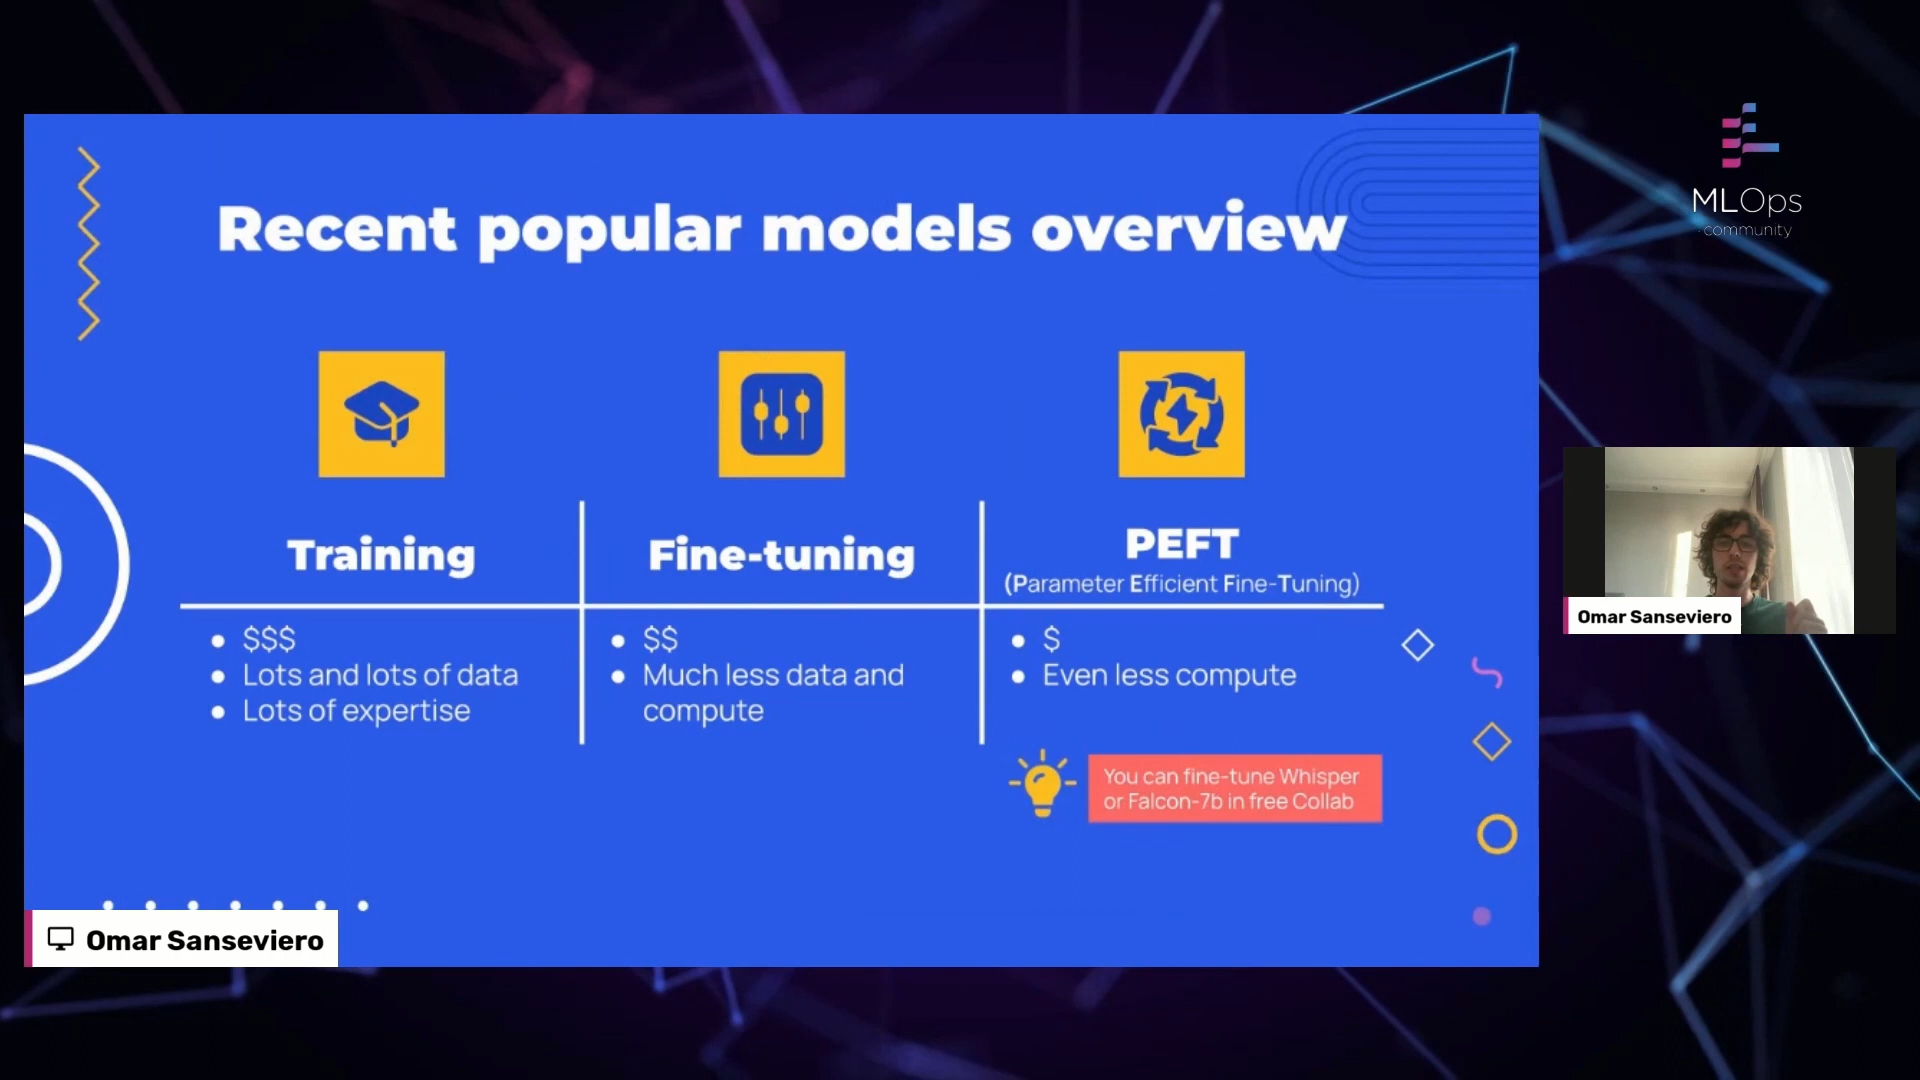 Recent popular models overview
Training
Fine-tuning
PEFT
(Parameter Efficient Fine-Tuning)
$$$
Lots and lots of data
Lots of expertise
$$
Much less data and
compute
$
Even less compute
You can fine-tune Whisper
or Falcon-7b in free Collab
Omar Sanseviero
MLOps
community
Omar Sanseviero